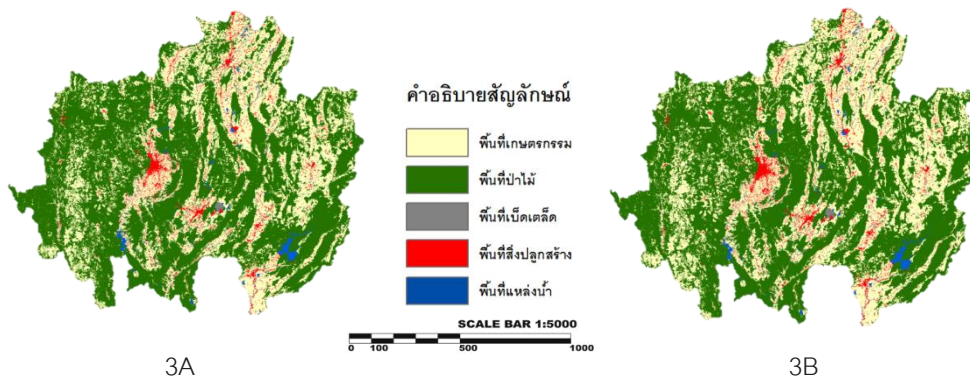 คำอธิบายสัญลักษณ์
พื้นที่เกษตรกรรม
พื้นที่ป่าไม้
พื้นที่เบ็ดเตล็ด
พื้นที่สิ่งปลูกสร้าง
พื้นที่แหล่งน้ำ
SCALE BAR 1:5000
0 100 500 1000
3A 3B